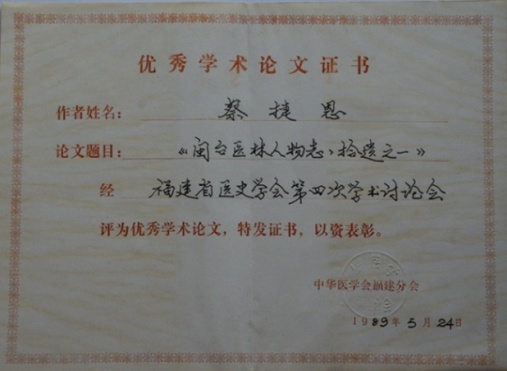 优秀学术论文证书
作者姓名： 蔡捷恩
论文题目： 《闽台医林人物志、拾遗之一》
经 福建省医史学会第四次学术讨论会
评为优秀学术论文，特发证书，以资表彰。
中华医学会福建分会
1989年5月24日